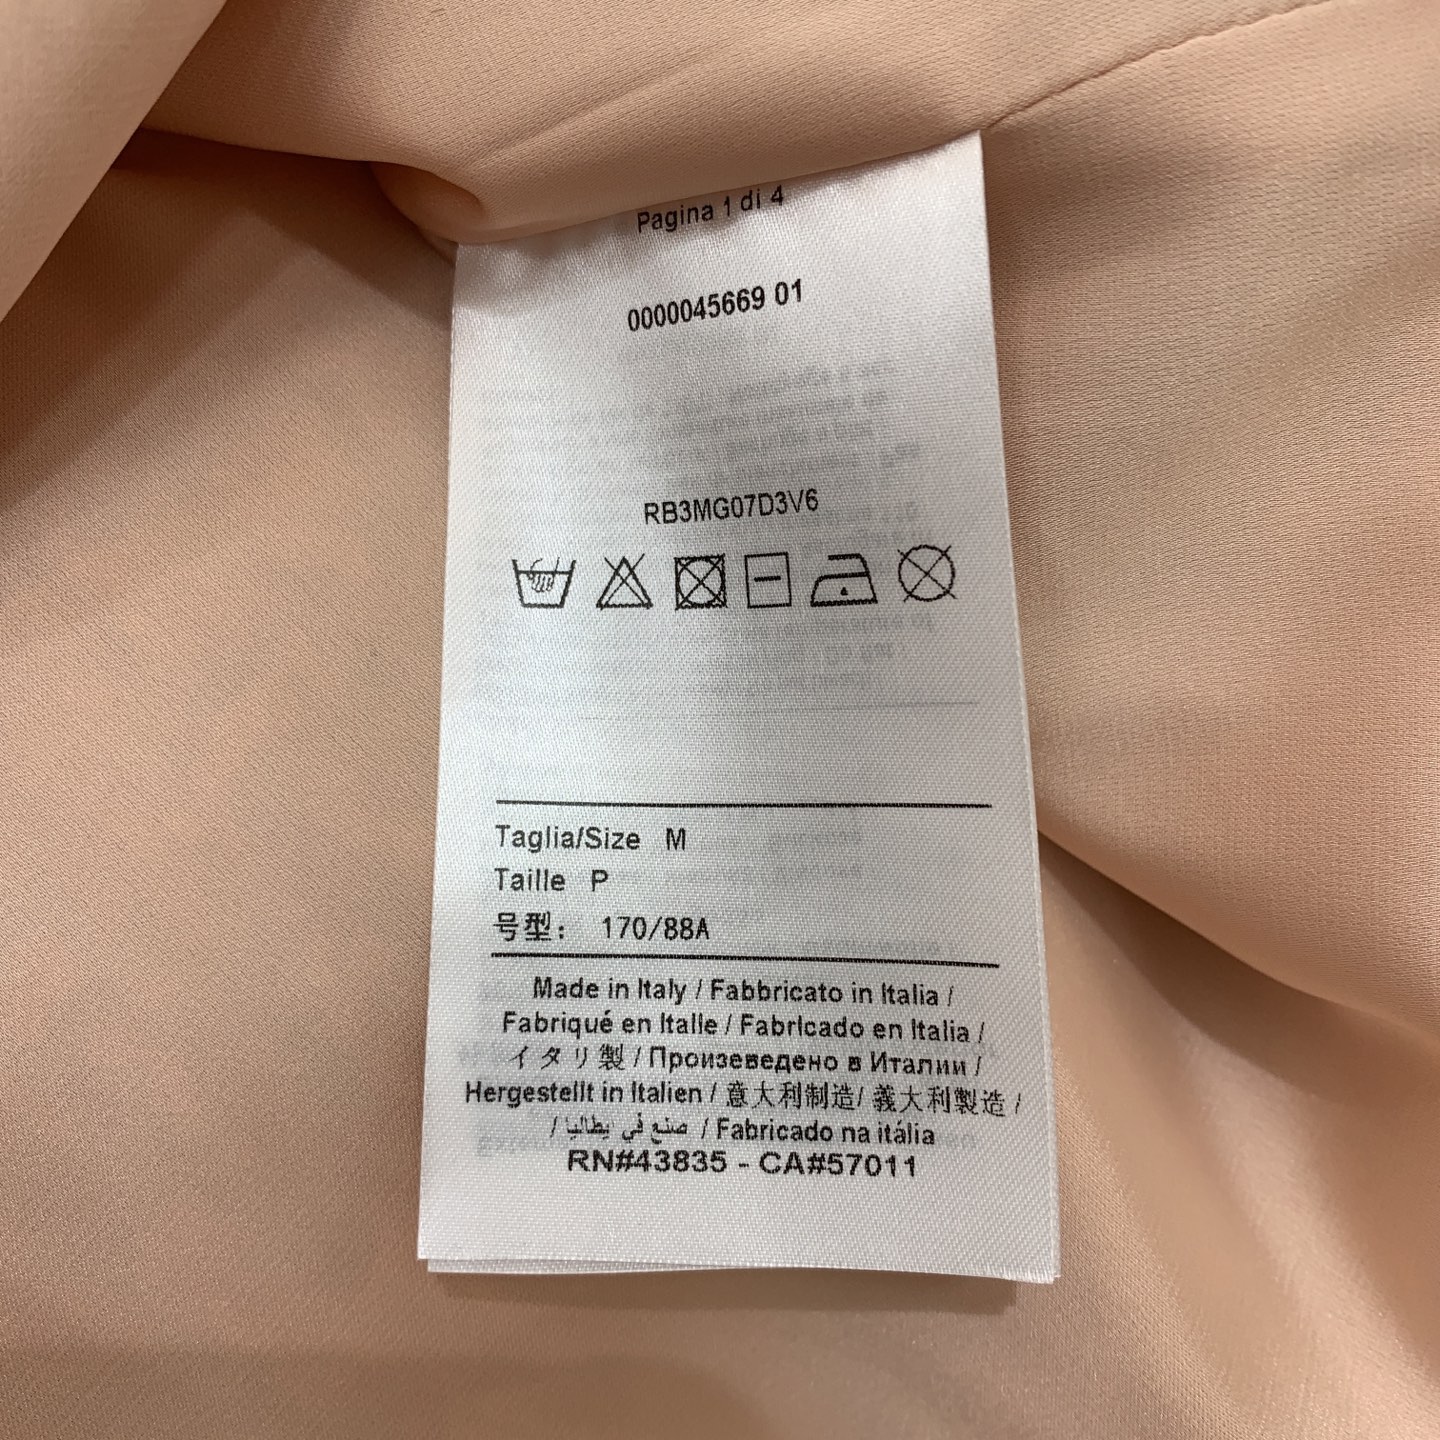 Pagina 1 di 4
0000045669 01
RB3MG07D3V6
Taglia/Size M
Taille P
号型： 170/88A
Made in Italy / Fabbricato in Italia /
Fabriqué en Italie / Fabricado en Italia /
イタリ製 / Произеведено в Италии /
Hergestellt in Italien / 意大利制造/ 義大利製造 /
/ صنع في يطاليا / Fabricado na itália
RN#43835 - CA#57011